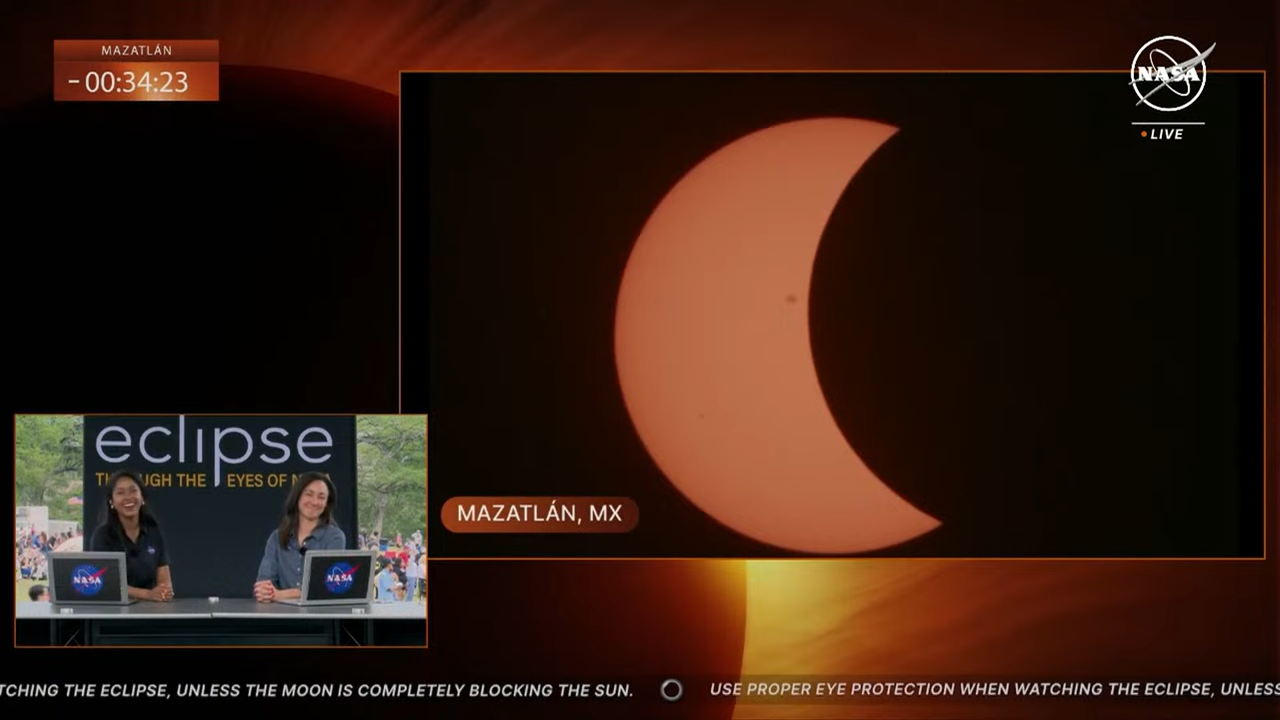 MAZATLÁN
−00:34:23
NASA
LIVE
eclipse
THROUGH THE EYES OF N
MAZATLÁN, MX
NASA
NASA
TCHING THE ECLIPSE, UNLESS THE MOON IS COMPLETELY BLOCKING THE SUN.
USE PROPER EYE PROTECTION WHEN WATCHING THE ECLIPSE, UNLESS